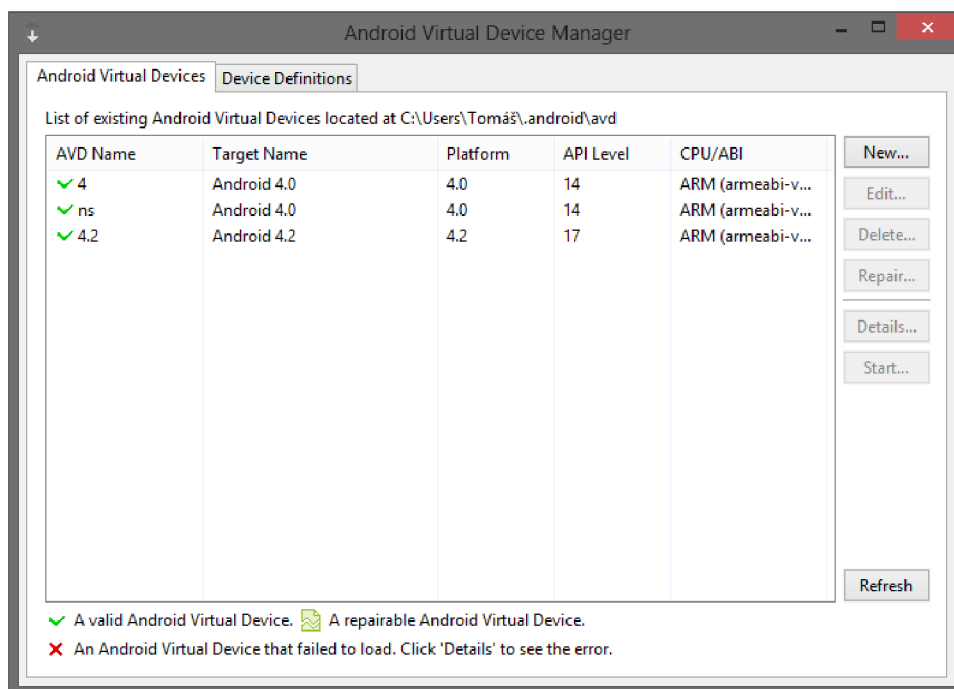 Android Virtual Device Manager
Android Virtual Devices Device Definitions
List of existing Android Virtual Devices located at C:\Users\Tomáš\.android\avd
AVD Name Target Name Platform API Level CPU/ABI
4 Android 4.0 4.0 14 ARM (armeabi-v...
ns Android 4.0 4.0 14 ARM (armeabi-v...
4.2 Android 4.2 4.2 17 ARM (armeabi-v...
New...
Edit...
Delete...
Repair...
Details...
Start...
Refresh
A valid Android Virtual Device. A repairable Android Virtual Device.
An Android Virtual Device that failed to load. Click 'Details' to see the error.